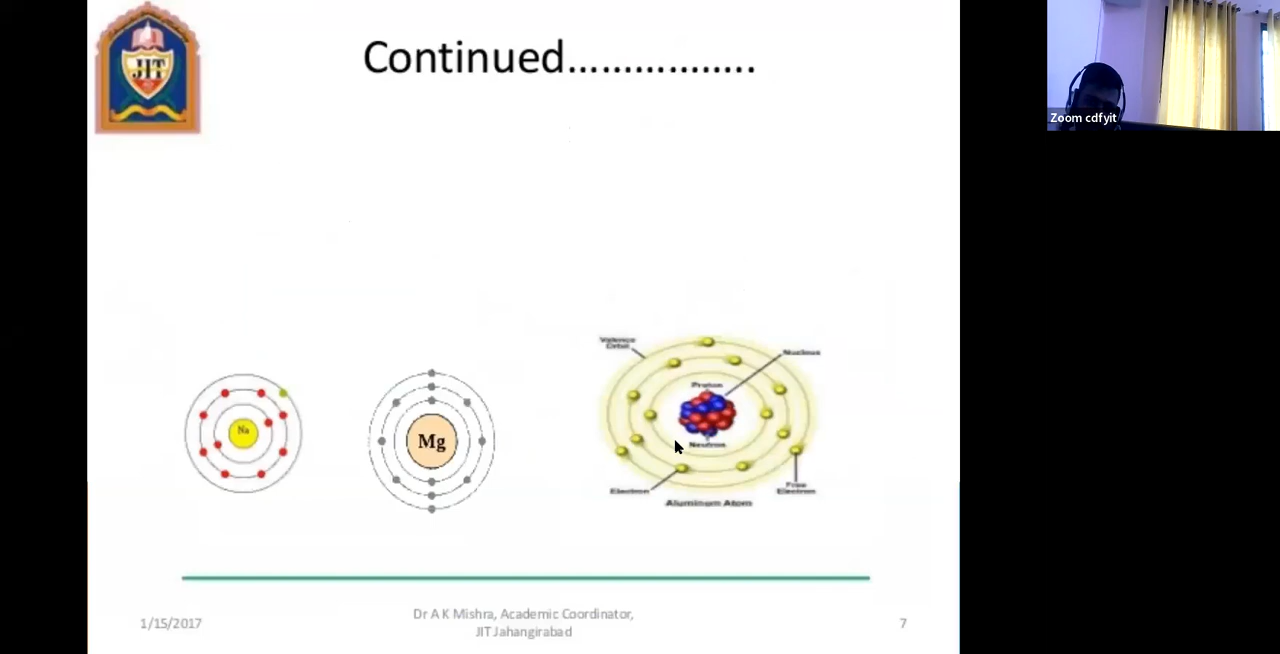 JIT
Continued................
Zoom cdfyit
Valence
Orbit
Nucleus
Proton
Na
Mg
Neutron
Electron
Free
Electron
Aluminum Atom
1/15/2017
Dr A K Mishra, Academic Coordinator,
JIT Jahangirabad
7